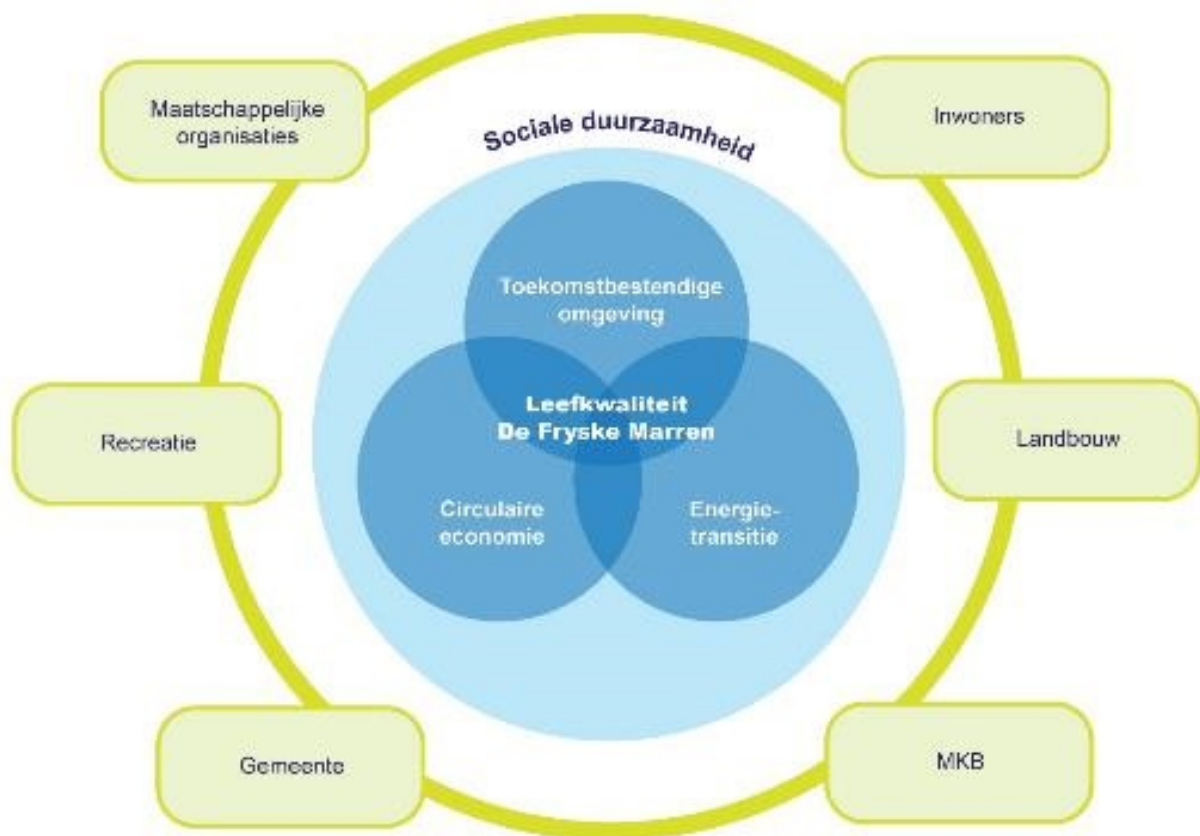 Maatschappelijke
organisaties
Inwoners
Sociale duurzaamheid
Toekomstbestendige
omgeving
Leefkwaliteit
De Fryske Marren
Recreatie
Landbouw
Circulaire
economie
Energie-
transitie
Gemeente
MKB